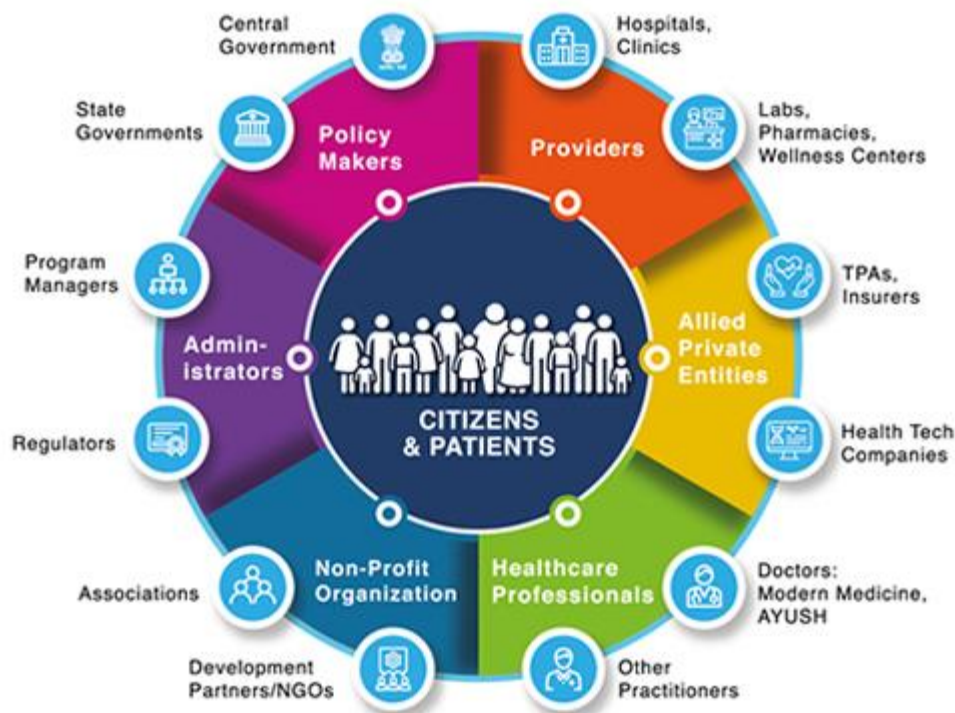 Central
Government
Hospitals,
Clinics
State
Governments
Policy
Makers
Providers
Labs,
Pharmacies,
Wellness Centers
Program
Managers
TPAs,
Insurers
Admin-
istrators
Allied
Private
Entities
CITIZENS
& PATIENTS
Regulators
Health Tech
Companies
Associations
Non-Profit
Organization
Healthcare
Professionals
Doctors:
Modern Medicine,
AYUSH
Development
Partners/NGOs
Other
Practitioners